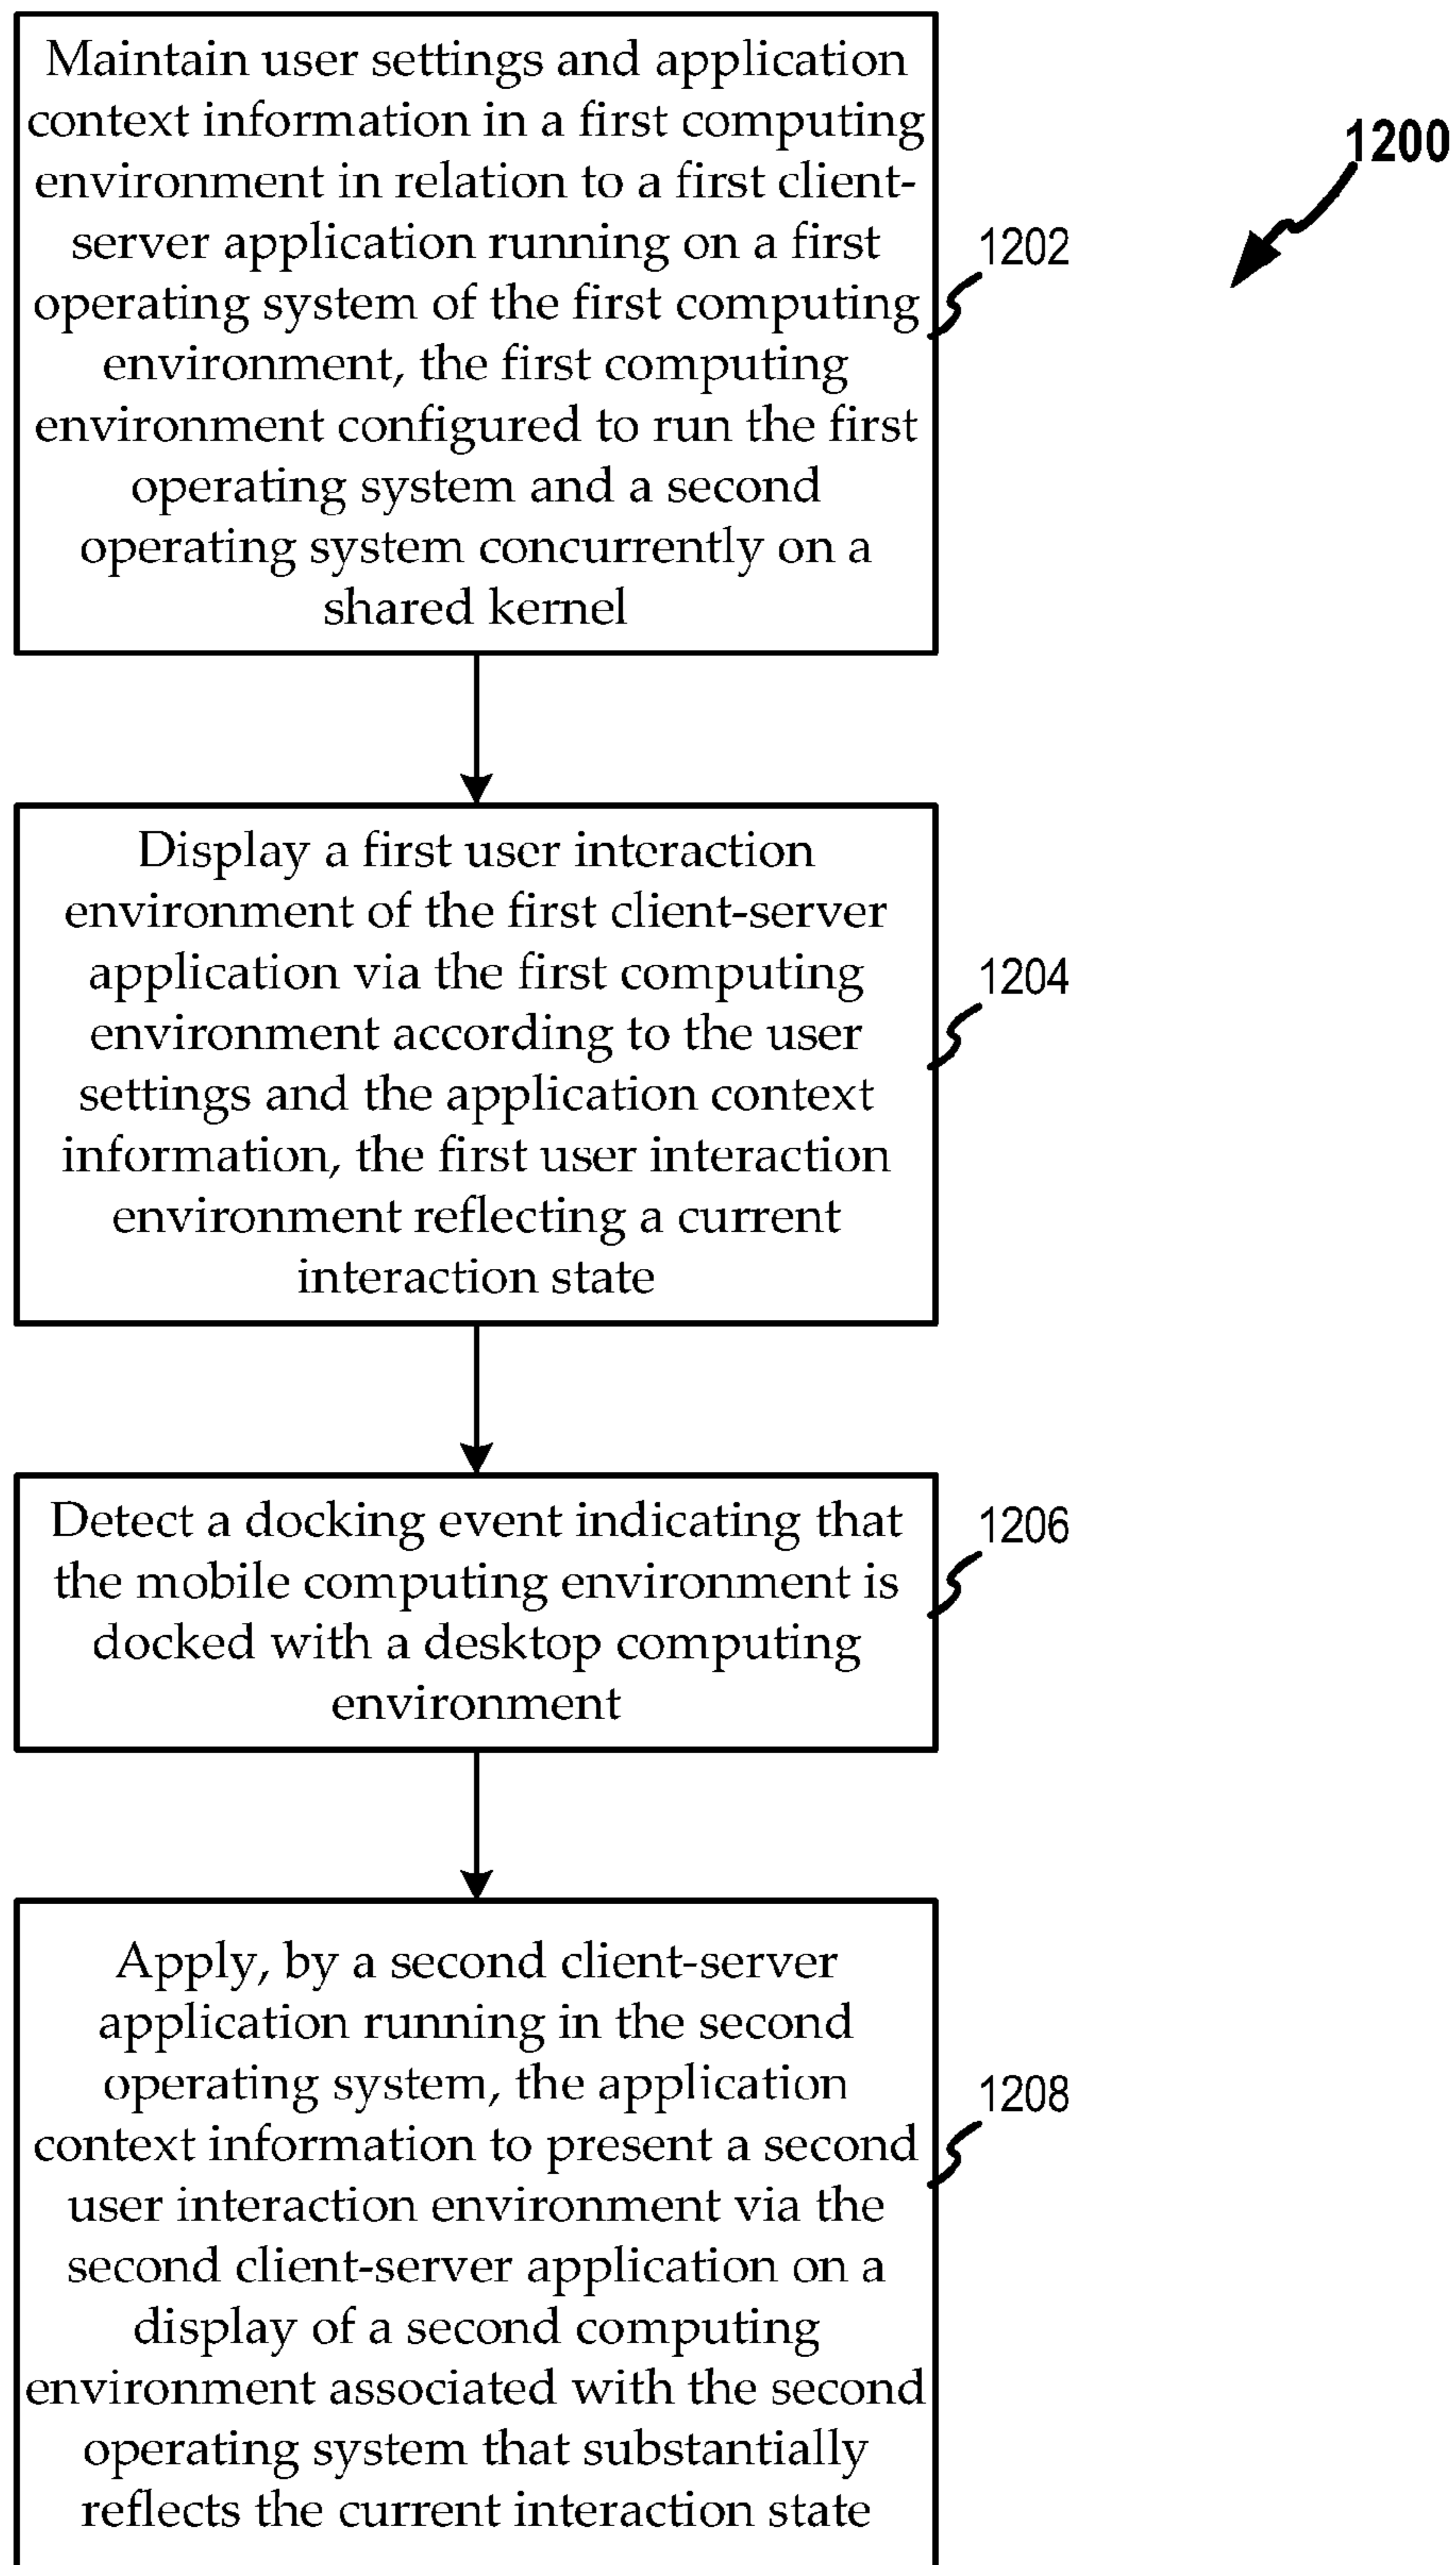 Maintain user settings and application
context information in a first computing
environment in relation to a first client-
server application running on a first
operating system of the first computing
environment, the first computing
environment configured to run the first
operating system and a second
operating system concurrently on a
shared kernel
1202
1200
Display a first user interaction
environment of the first client-server
application via the first computing
environment according to the user
settings and the application context
information, the first user interaction
environment reflecting a current
interaction state
1204
Detect a docking event indicating that
the mobile computing environment is
docked with a desktop computing
environment
1206
Apply, by a second client-server
application running in the second
operating system, the application
context information to present a second
user interaction environment via the
second client-server application on a
display of a second computing
environment associated with the second
operating system that substantially
reflects the current interaction state
1208